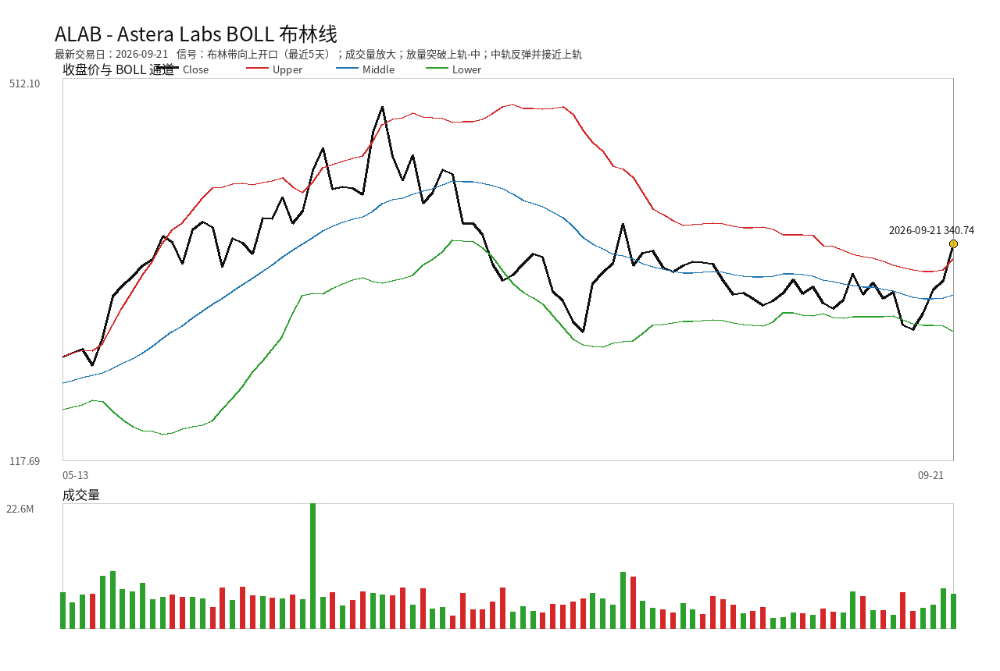 ALAB - Astera Labs BOLL 布林线
最新交易日：2026-09-21 信号：布林带向上开口（最近5天）；成交量放大；放量突破上轨-中；中轨反弹并接近上轨
收盘价与 BOLL 通道 Close Upper Middle Lower
512.10
2026-09-21 340.74
117.69
05-13 09-21
成交量
22.6M